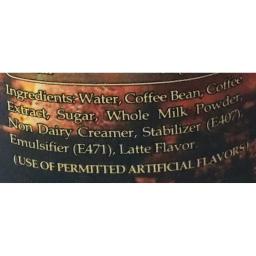 Ingredients: Water, Coffee Bean, Coffee
Extract, Sugar, Whole Milk Powder,
Non Dairy Creamer, Stabilizer (E407),
Emulsifier (E471), Latte Flavor.
(USE OF PERMITTED ARTIFICIAL FLAVORS)